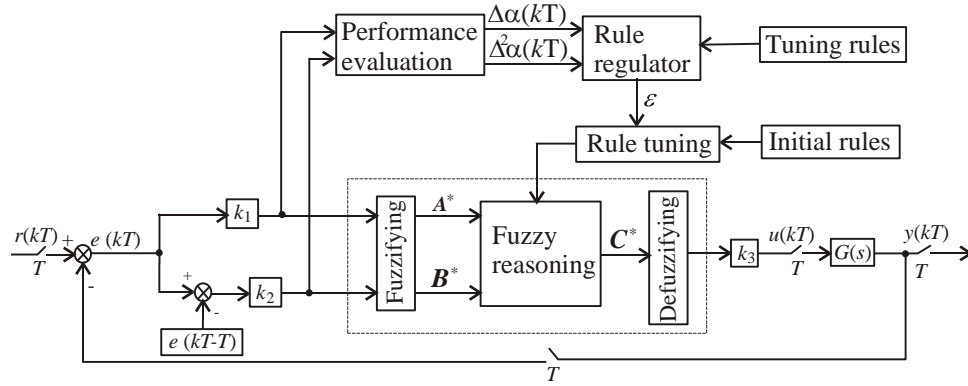 Performance
evaluation
Δα(kT)
Δ²α(kT)
Rule
regulator
Tuning rules
ε
Rule tuning
Initial rules
r(kT)
+
T
-
e (kT)
k₁
+
-
k₂
e (kT-T)
Fuzzifying
A*
B*
Fuzzy
reasoning
C*
Defuzzifying
k₃
u(kT)
T
G(s)
y(kT)
T
T